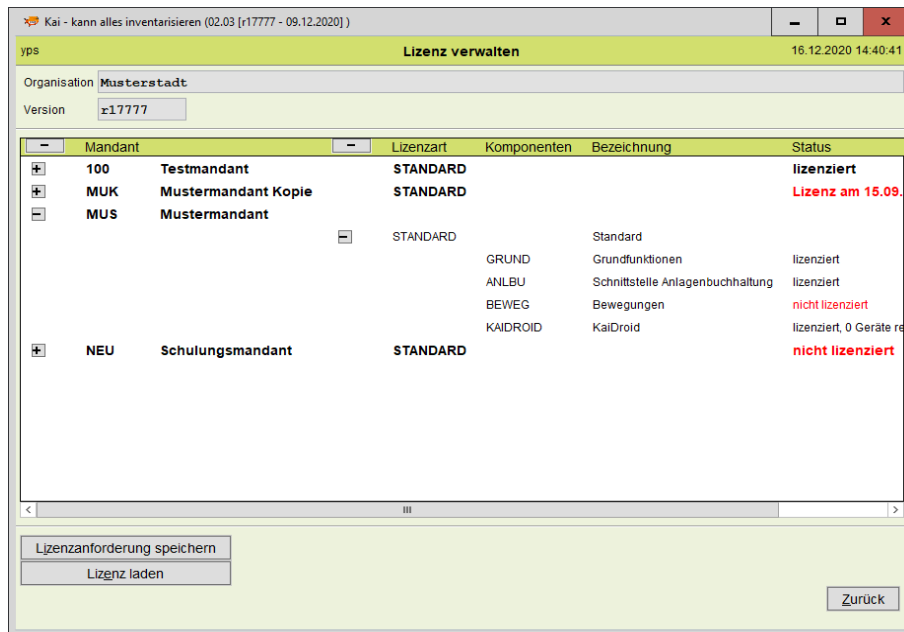 Kai - kann alles inventarisieren (02.03 [r17777 - 09.12.2020] )
yps Lizenz verwalten 16.12.2020 14:40:41
Organisation Musterstadt
Version r17777
Mandant Lizenzart Komponenten Bezeichnung Status
100 Testmandant STANDARD lizenziert
MUK Mustermandant Kopie STANDARD Lizenz am 15.09.
MUS Mustermandant
STANDARD Standard
GRUND Grundfunktionen lizenziert
ANLBU Schnittstelle Anlagenbuchhaltung lizenziert
BEWEG Bewegungen nicht lizenziert
KAIDROID KaiDroid lizenziert, 0 Geräte re
NEU Schulungsmandant STANDARD nicht lizenziert
Lizenzanforderung speichern
Lizenz laden
Zurück